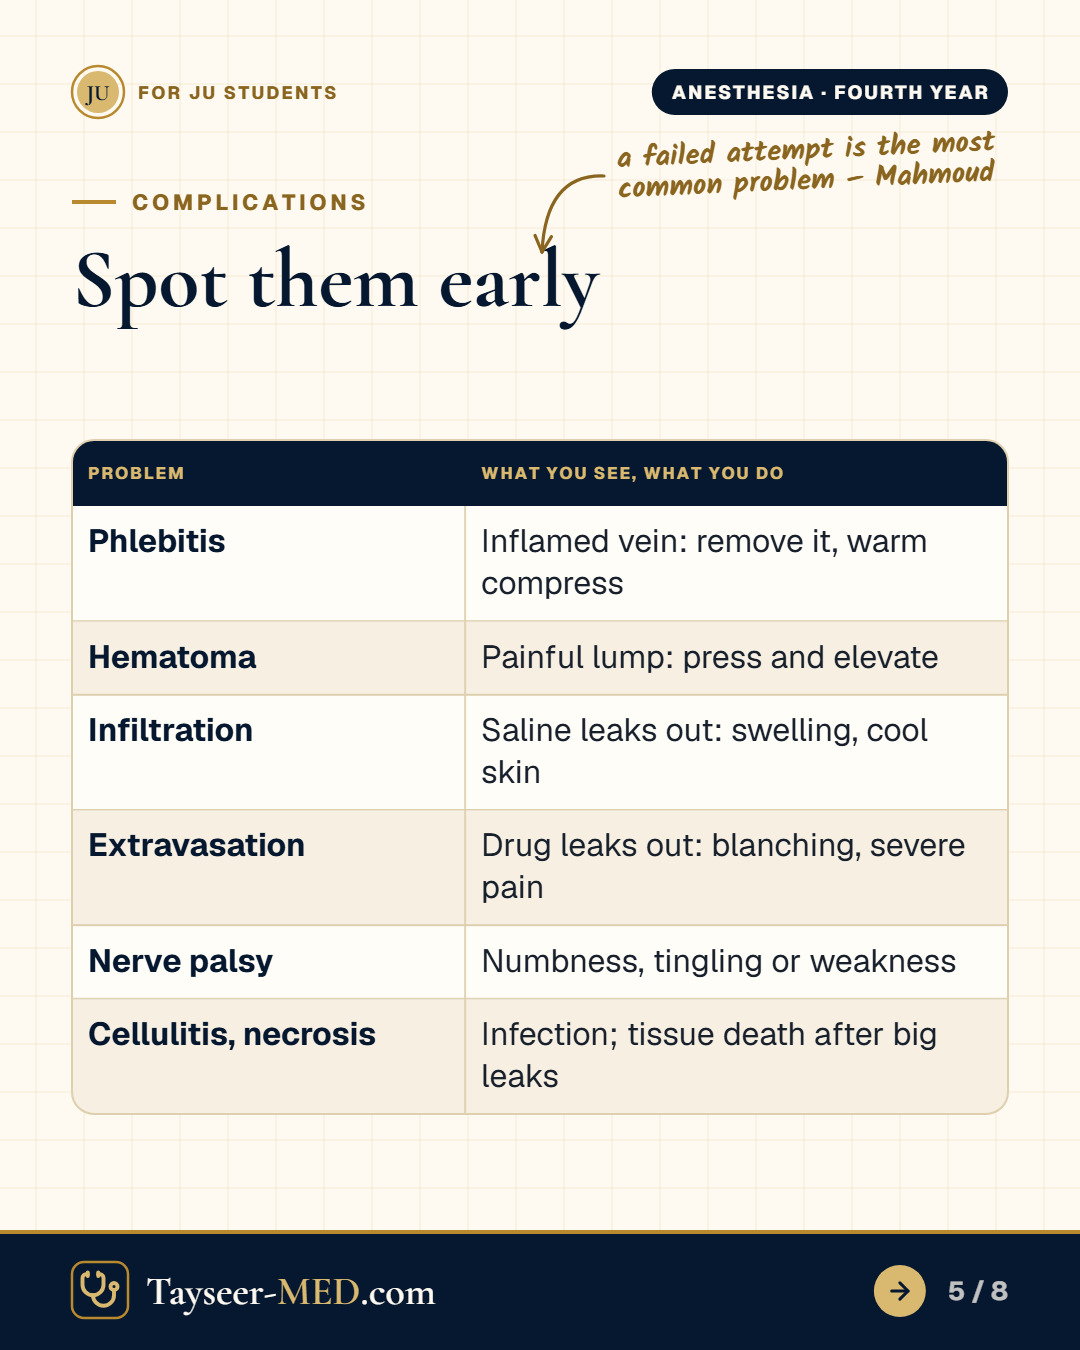 JU
FOR JU STUDENTS
ANESTHESIA · FOURTH YEAR
a failed attempt is the most
common problem – Mahmoud
COMPLICATIONS
Spot them early
PROBLEM
WHAT YOU SEE, WHAT YOU DO
Phlebitis
Inflamed vein: remove it, warm
compress
Hematoma
Painful lump: press and elevate
Infiltration
Saline leaks out: swelling, cool
skin
Extravasation
Drug leaks out: blanching, severe
pain
Nerve palsy
Numbness, tingling or weakness
Cellulitis, necrosis
Infection; tissue death after big
leaks
Tayseer-MED.com
5 / 8